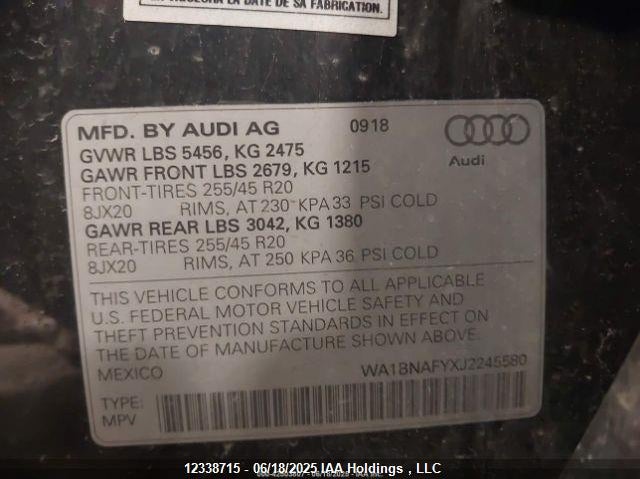 DE SA FABRICATION.
MFD. BY AUDI AG 0918
GVWR LBS 5456, KG 2475
GAWR FRONT LBS 2679, KG 1215
Audi
FRONT-TIRES 255/45 R20
8JX20 RIMS, AT 230 KPA 33 PSI COLD
GAWR REAR LBS 3042, KG 1380
REAR-TIRES 255/45 R20
8JX20 RIMS, AT 250 KPA 36 PSI COLD
THIS VEHICLE CONFORMS TO ALL APPLICABLE
U.S. FEDERAL MOTOR VEHICLE SAFETY AND
THEFT PREVENTION STANDARDS IN EFFECT ON
THE DATE OF MANUFACTURE SHOWN ABOVE.
MEXICO WA1BNAFYXJ2245580
TYPE:
MPV
12338715 - 06/18/2025 IAA Holdings , LLC